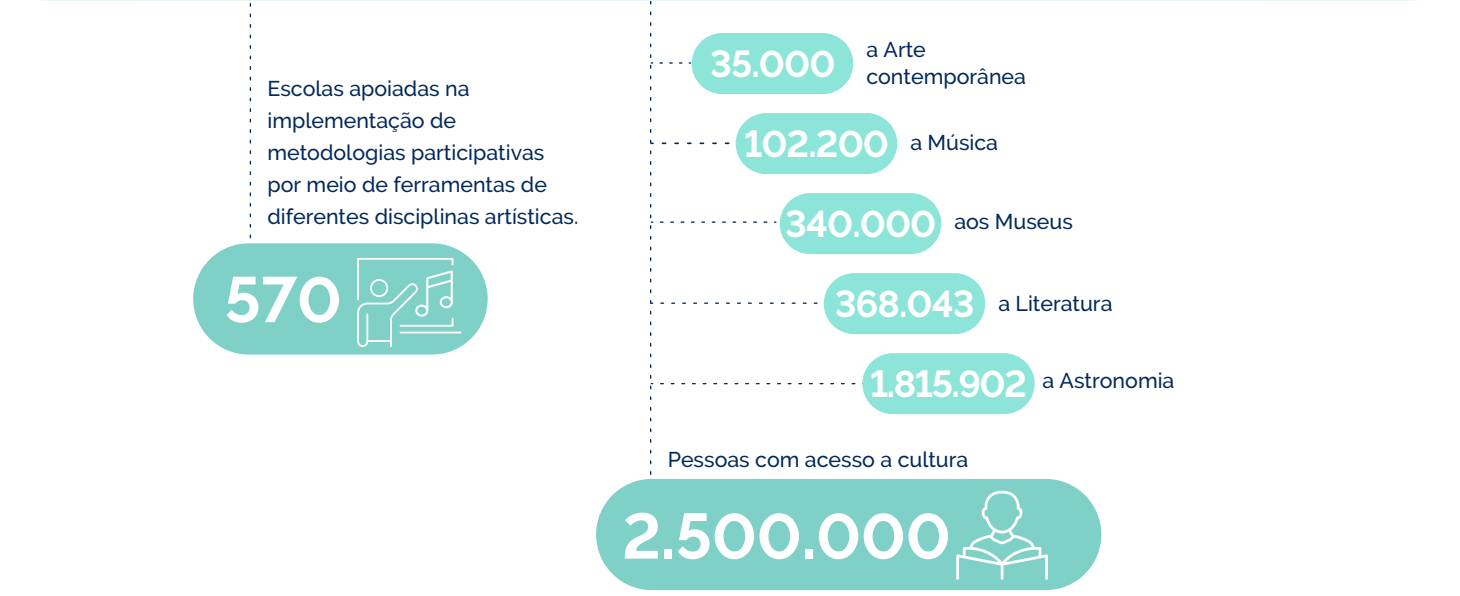 Escolas apoiadas na
implementação de
metodologias participativas
por meio de ferramentas de
diferentes disciplinas artísticas.
570
35.000 a Arte
contemporânea
102.200 a Música
340.000 aos Museus
368.043 a Literatura
1.815.902 a Astronomia
Pessoas com acesso a cultura
2.500.000